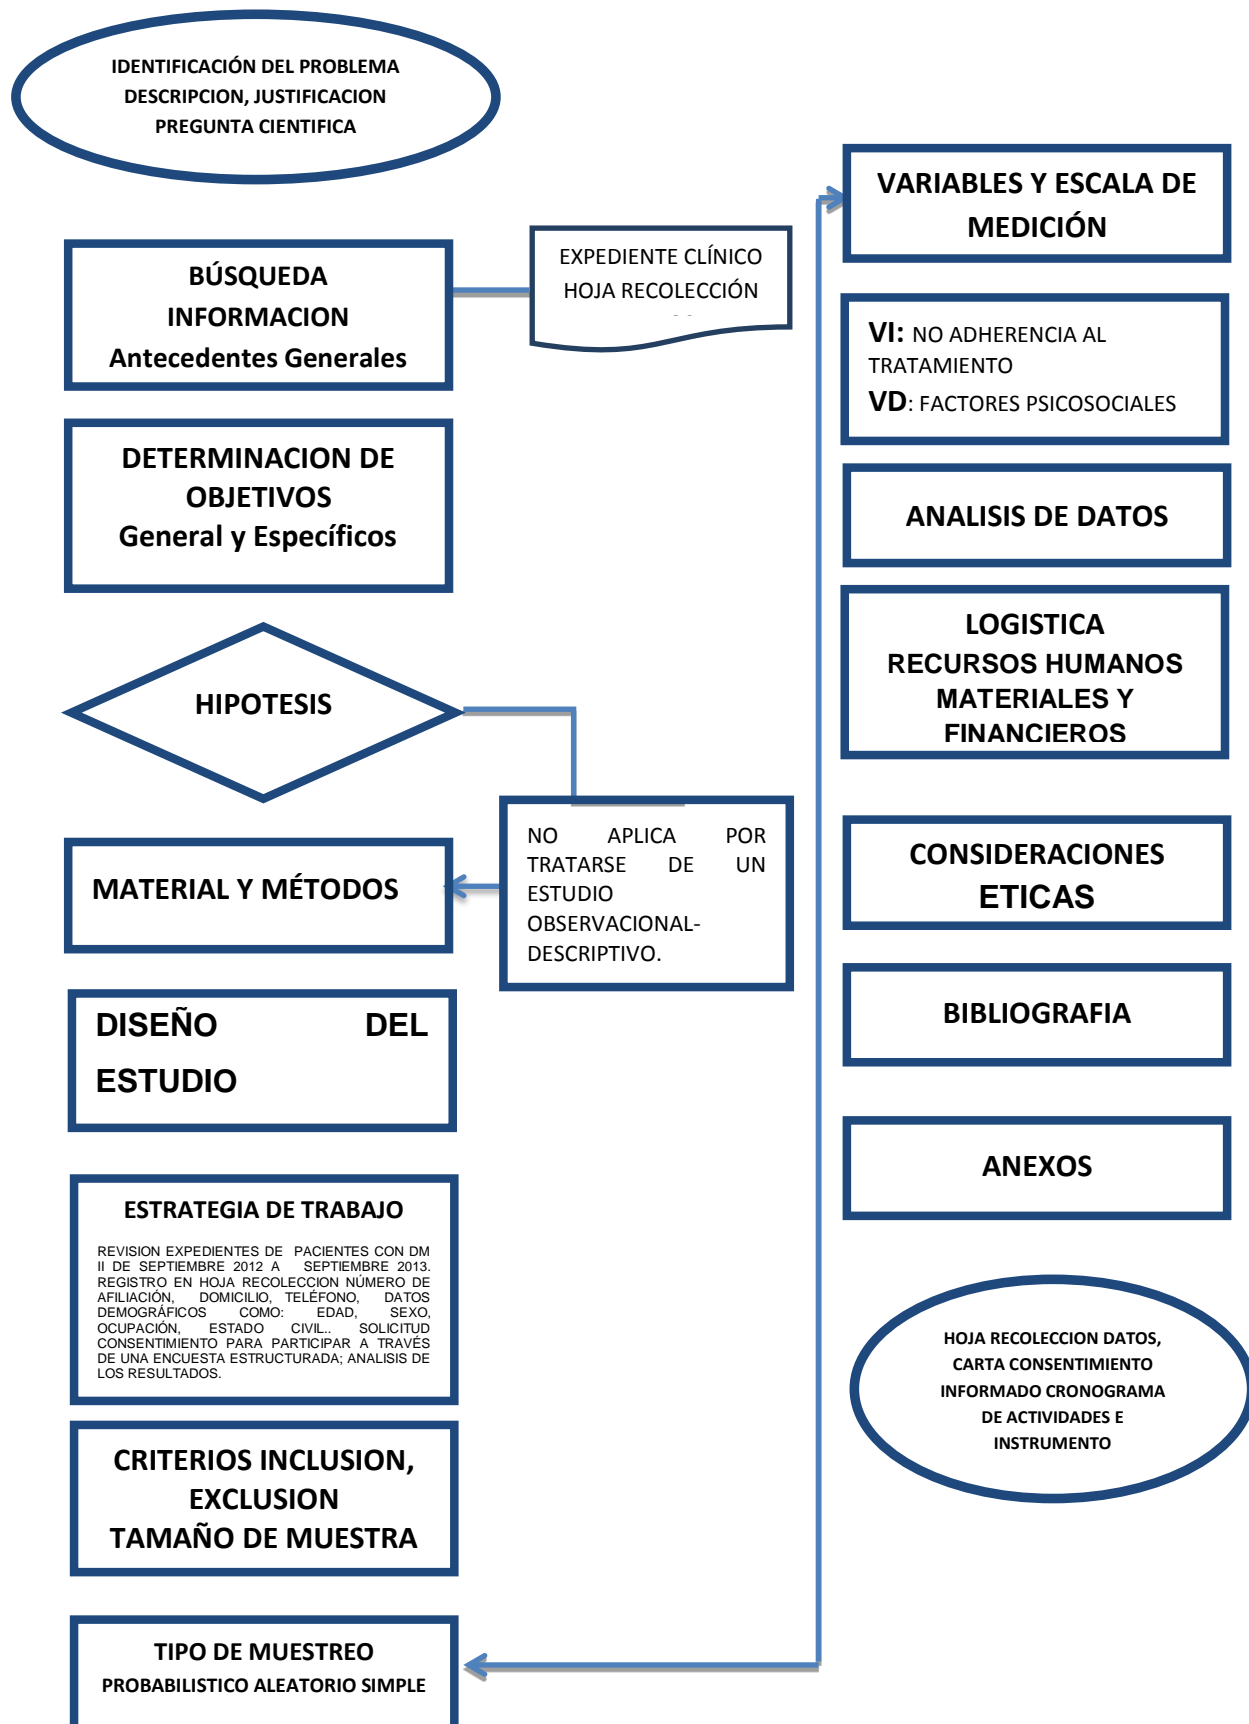 IDENTIFICACIÓN DEL PROBLEMA
DESCRIPCION, JUSTIFICACION
PREGUNTA CIENTIFICA
BÚSQUEDA
INFORMACION
Antecedentes Generales
EXPEDIENTE CLÍNICO
HOJA RECOLECCIÓN
DETERMINACION DE
OBJETIVOS
General y Específicos
HIPOTESIS
NO APLICA POR
TRATARSE DE UN
ESTUDIO
OBSERVACIONAL-
DESCRIPTIVO.
MATERIAL Y MÉTODOS
DISEÑO DEL
ESTUDIO
ESTRATEGIA DE TRABAJO
REVISION EXPEDIENTES DE PACIENTES CON DM
II DE SEPTIEMBRE 2012 A SEPTIEMBRE 2013.
REGISTRO EN HOJA RECOLECCION NÚMERO DE
AFILIACIÓN, DOMICILIO, TELÉFONO, DATOS
DEMOGRÁFICOS COMO: EDAD, SEXO,
OCUPACIÓN, ESTADO CIVIL.. SOLICITUD
CONSENTIMIENTO PARA PARTICIPAR A TRAVÉS
DE UNA ENCUESTA ESTRUCTURADA; ANALISIS DE
LOS RESULTADOS.
CRITERIOS INCLUSION,
EXCLUSION
TAMAÑO DE MUESTRA
TIPO DE MUESTREO
PROBABILISTICO ALEATORIO SIMPLE
VARIABLES Y ESCALA DE
MEDICIÓN
VI: NO ADHERENCIA AL
TRATAMIENTO
VD: FACTORES PSICOSOCIALES
ANALISIS DE DATOS
LOGISTICA
RECURSOS HUMANOS
MATERIALES Y
FINANCIEROS
CONSIDERACIONES
ETICAS
BIBLIOGRAFIA
ANEXOS
HOJA RECOLECCION DATOS,
CARTA CONSENTIMIENTO
INFORMADO CRONOGRAMA
DE ACTIVIDADES E
INSTRUMENTO